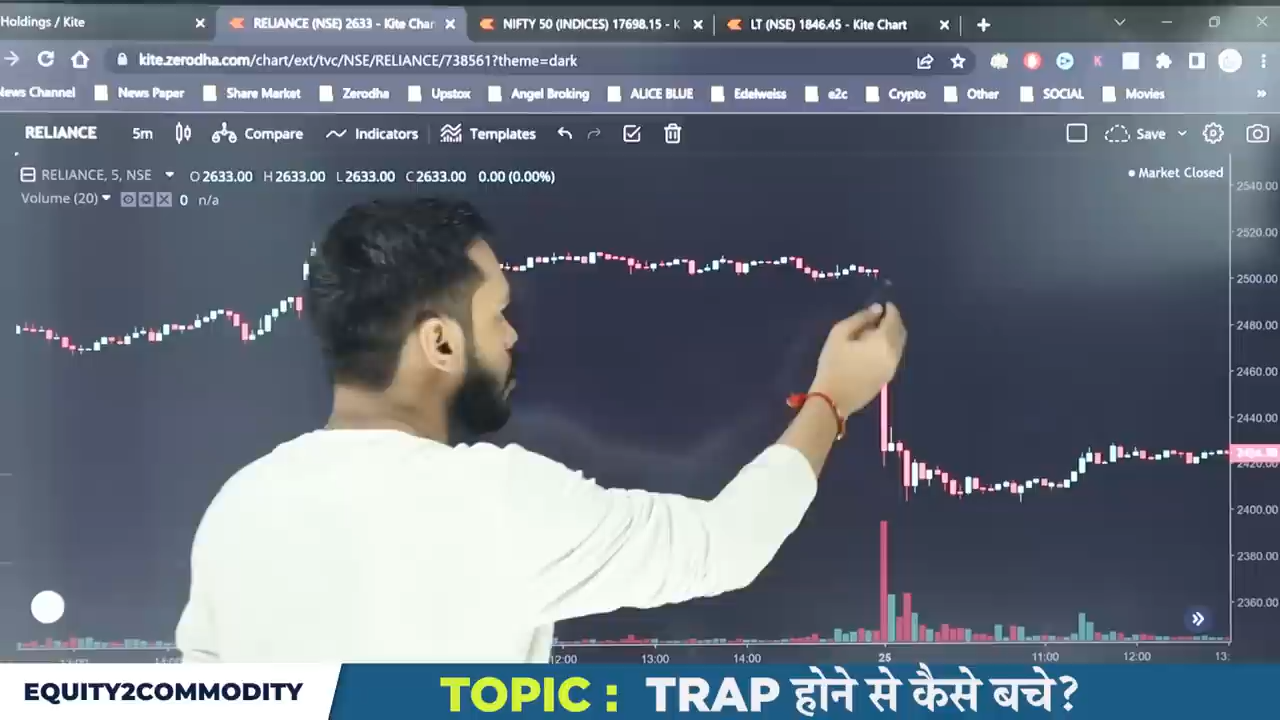 Holdings / Kite
RELIANCE (NSE) 2633 - Kite Char
NIFTY 50 (INDICES) 17698.15 - K
LT (NSE) 1846.45 - Kite Chart
kite.zerodha.com/chart/ext/tvc/NSE/RELIANCE/738561?theme=dark
News Channel News Paper Share Market Zerodha Upstox Angel Broking ALICE BLUE Edelweiss e2c Crypto Other SOCIAL Movies »
RELIANCE 5m Compare Indicators Templates Save
RELIANCE, 5, NSE O 2633.00 H 2633.00 L 2633.00 C 2633.00 0.00 (0.00%)
Market Closed
Volume (20) 0 n/a
2540.00
2520.00
2500.00
2480.00
2460.00
2440.00
2420.00
2400.00
2380.00
2360.00
12:00 13:00 14:00 25 11:00 12:00 13:
EQUITY2COMMODITY
TOPIC : TRAP होने से कैसे बचे?